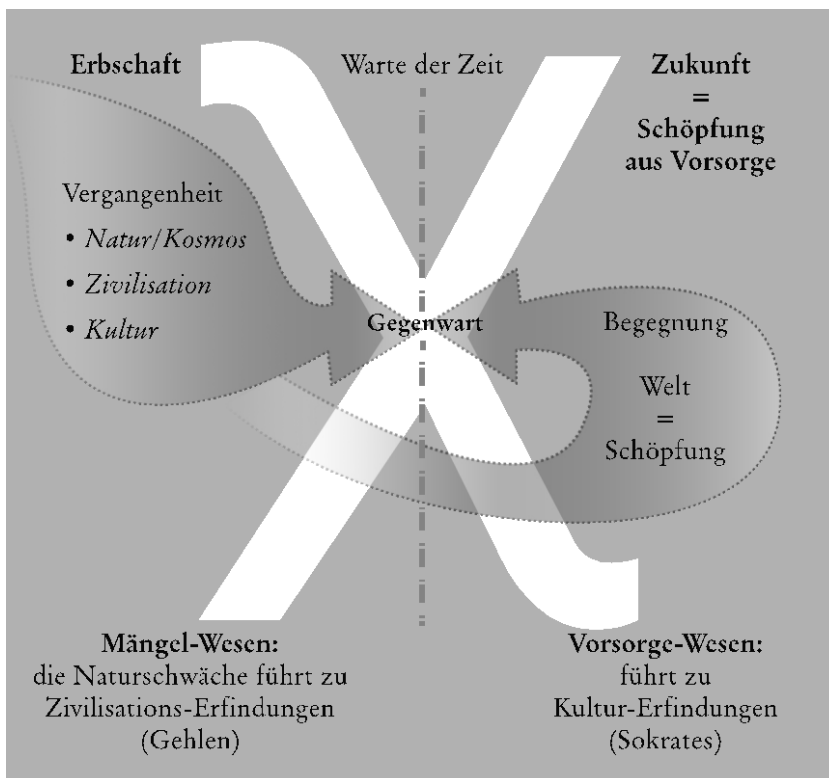 Erbschaft
Warte der Zeit
Zukunft
=
Schöpfung
aus Vorsorge
Vergangenheit
• Natur/Kosmos
• Zivilisation
• Kultur
Gegenwart
Begegnung
Welt
=
Schöpfung
Mängel-Wesen:
die Naturschwäche führt zu
Zivilisations-Erfindungen
(Gehlen)
Vorsorge-Wesen:
führt zu
Kultur-Erfindungen
(Sokrates)